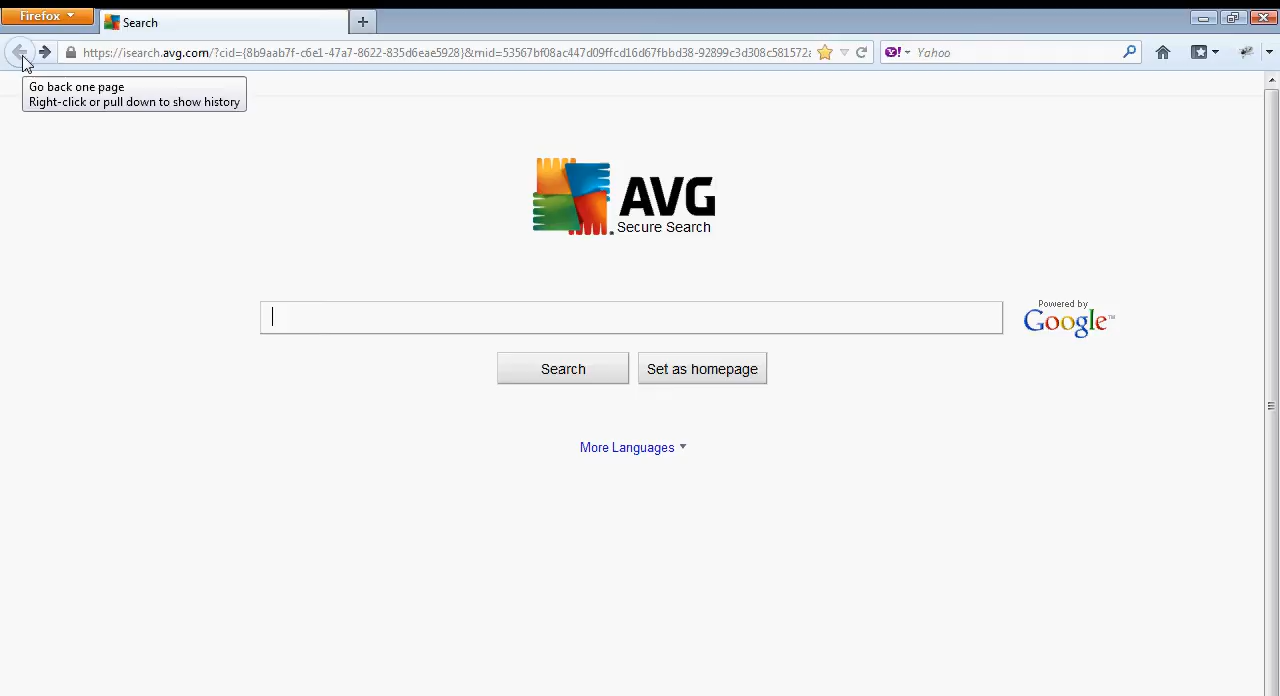 Firefox
Search
https://isearch.avg.com/?cid={8b9aab7f-c6e1-47a7-8622-835d6eae5928}&mid=53567bf08ac447d09ffcd16d67fbbd38-92899c3d308c581572
Yahoo
Go back one page
Right-click or pull down to show history
AVG
Secure Search
Powered by
Google™
Search
Set as homepage
More Languages